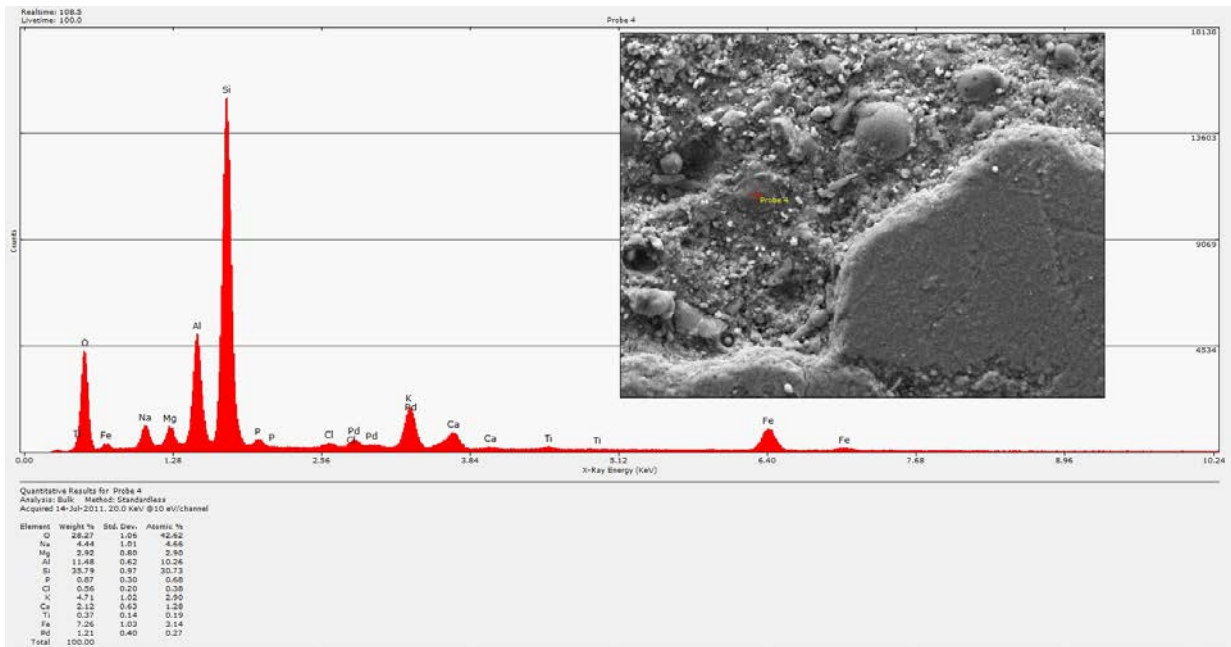 Realtime: 108.5
Livetime: 100.0
Probe 4
18138
13603
9069
4534
Counts
Si
Al
O
Na
Mg
Fe
P
P
Cl
Pd
Cl
Pd
K
Pd
Ca
Ca
Ti
Ti
Fe
Fe
Probe 4
0.00 1.28 2.56 3.84 5.12 6.40 7.68 8.96 10.24
X-Ray Energy (KeV)
Quantitative Results for Probe 4
Analysis: Bulk Method: Standardless
Acquired 14-Jul-2011, 20.0 KeV @10 eV/channel
Element Weight % Std. Dev. Atomic %
O 28.27 1.06 42.62
Na 4.44 1.01 4.66
Mg 2.92 0.80 2.90
Al 11.48 0.62 10.26
Si 35.79 0.97 30.73
P 0.87 0.30 0.68
Cl 0.56 0.20 0.38
K 4.71 1.02 2.90
Ca 2.12 0.63 1.28
Ti 0.37 0.14 0.19
Fe 7.26 1.03 3.14
Pd 1.21 0.40 0.27
Total 100.00